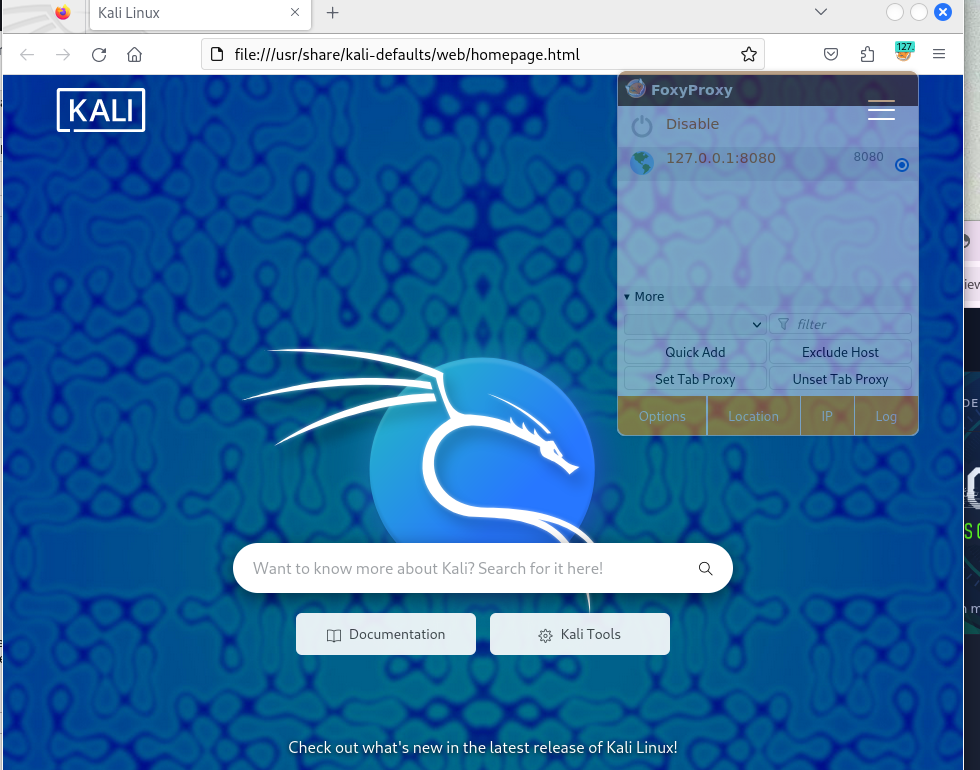 Kali Linux
file:///usr/share/kali-defaults/web/homepage.html
127
KALI
FoxyProxy
Disable
127.0.0.1:8080 8080
More
filter
Quick Add Exclude Host
Set Tab Proxy Unset Tab Proxy
Options Location IP Log
Want to know more about Kali? Search for it here!
Documentation Kali Tools
Check out what's new in the latest release of Kali Linux!